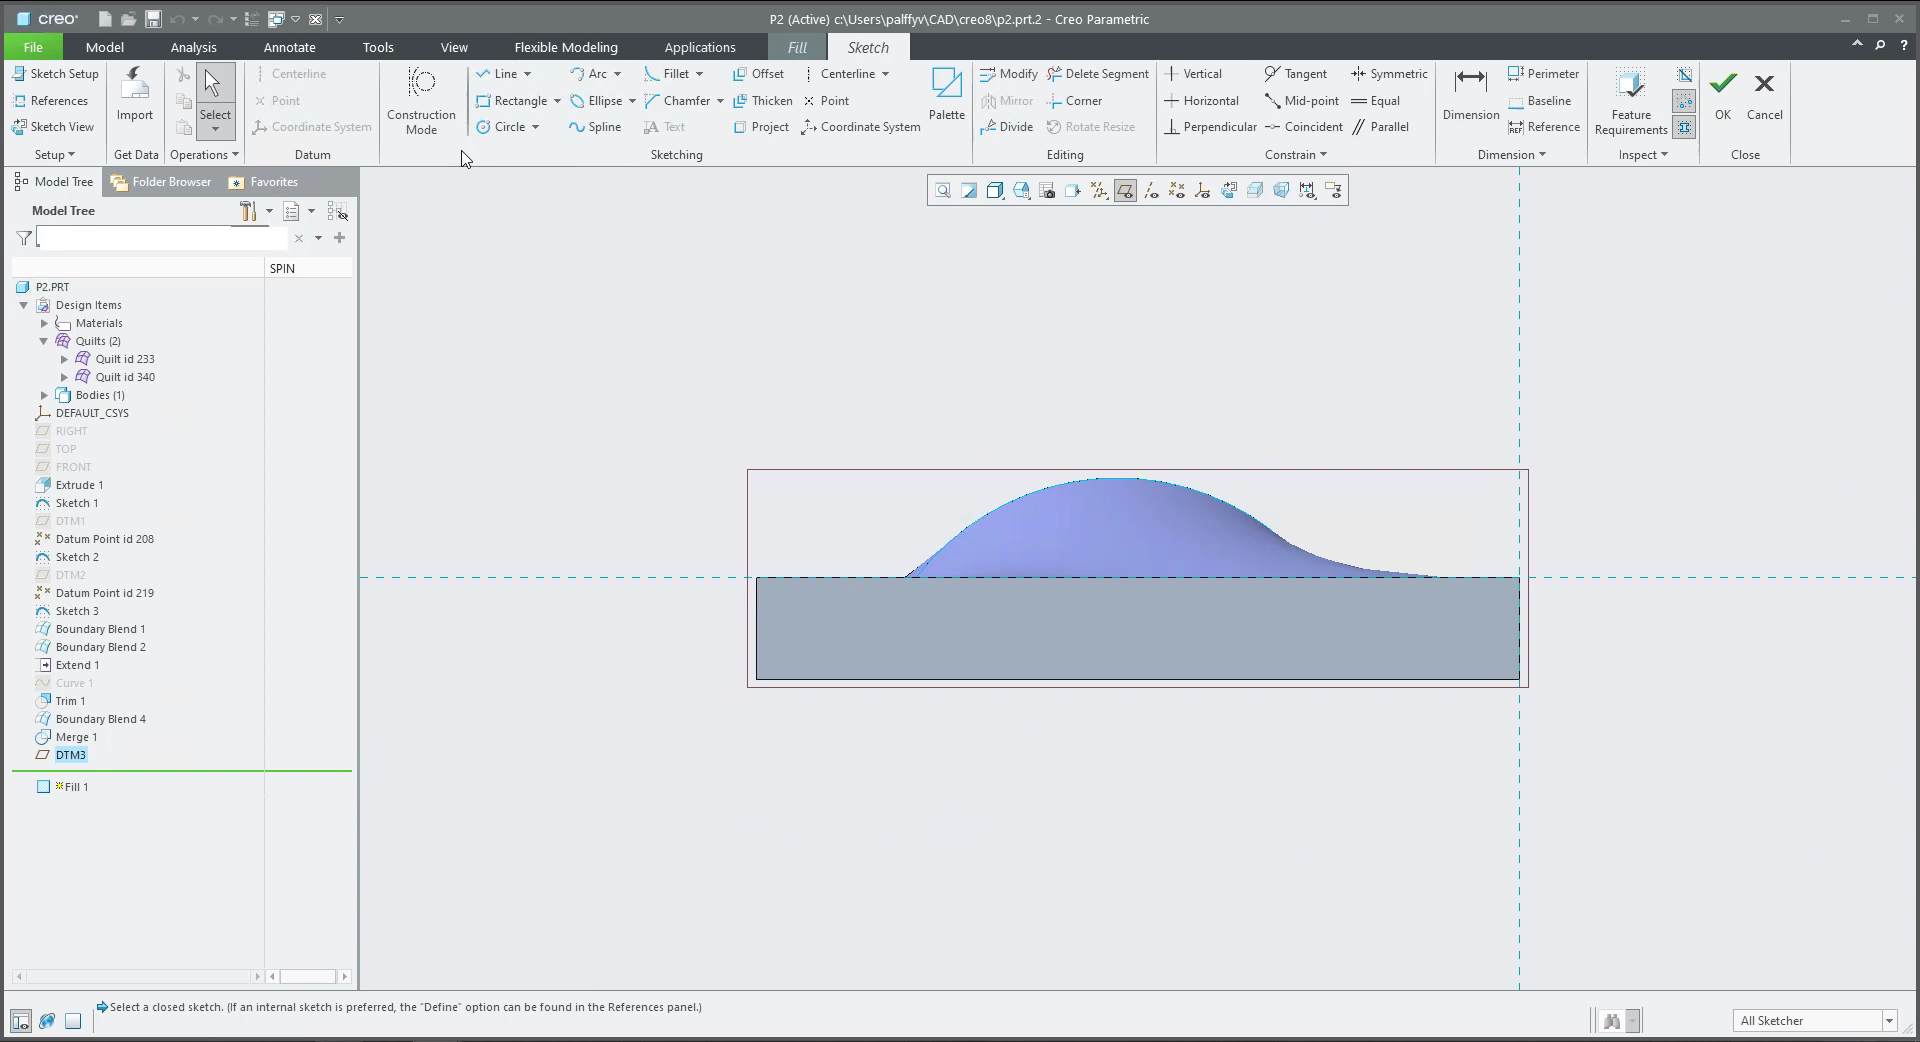 creo
P2 (Active) c:\Users\palffyv\CAD\creo8\p2.prt.2 - Creo Parametric
File Model Analysis Annotate Tools View Flexible Modeling Applications Fill Sketch
Sketch Setup
References
Sketch View
Setup
Import
Get Data
Select
Operations
Centerline
Point
Coordinate System
Datum
Construction Mode
Line Arc Fillet Offset Centerline
Rectangle Ellipse Chamfer Thicken Point
Circle Spline Text Project Coordinate System
Palette
Sketching
Modify Delete Segment
Mirror Corner
Divide Rotate Resize
Editing
Vertical Tangent Symmetric
Horizontal Mid-point Equal
Perpendicular Coincident Parallel
Constrain
Dimension
Perimeter
Baseline
REF Reference
Dimension
Feature Requirements
Inspect
OK Cancel
Close
Model Tree Folder Browser Favorites
Model Tree
SPIN
P2.PRT
Design Items
Materials
Quilts (2)
Quilt id 233
Quilt id 340
Bodies (1)
DEFAULT_CSYS
RIGHT
TOP
FRONT
Extrude 1
Sketch 1
DTM1
Datum Point id 208
Sketch 2
DTM2
Datum Point id 219
Sketch 3
Boundary Blend 1
Boundary Blend 2
Extend 1
Curve 1
Trim 1
Boundary Blend 4
Merge 1
DTM3
Fill 1
Select a closed sketch. (If an internal sketch is preferred, the "Define" option can be found in the References panel.)
All Sketcher